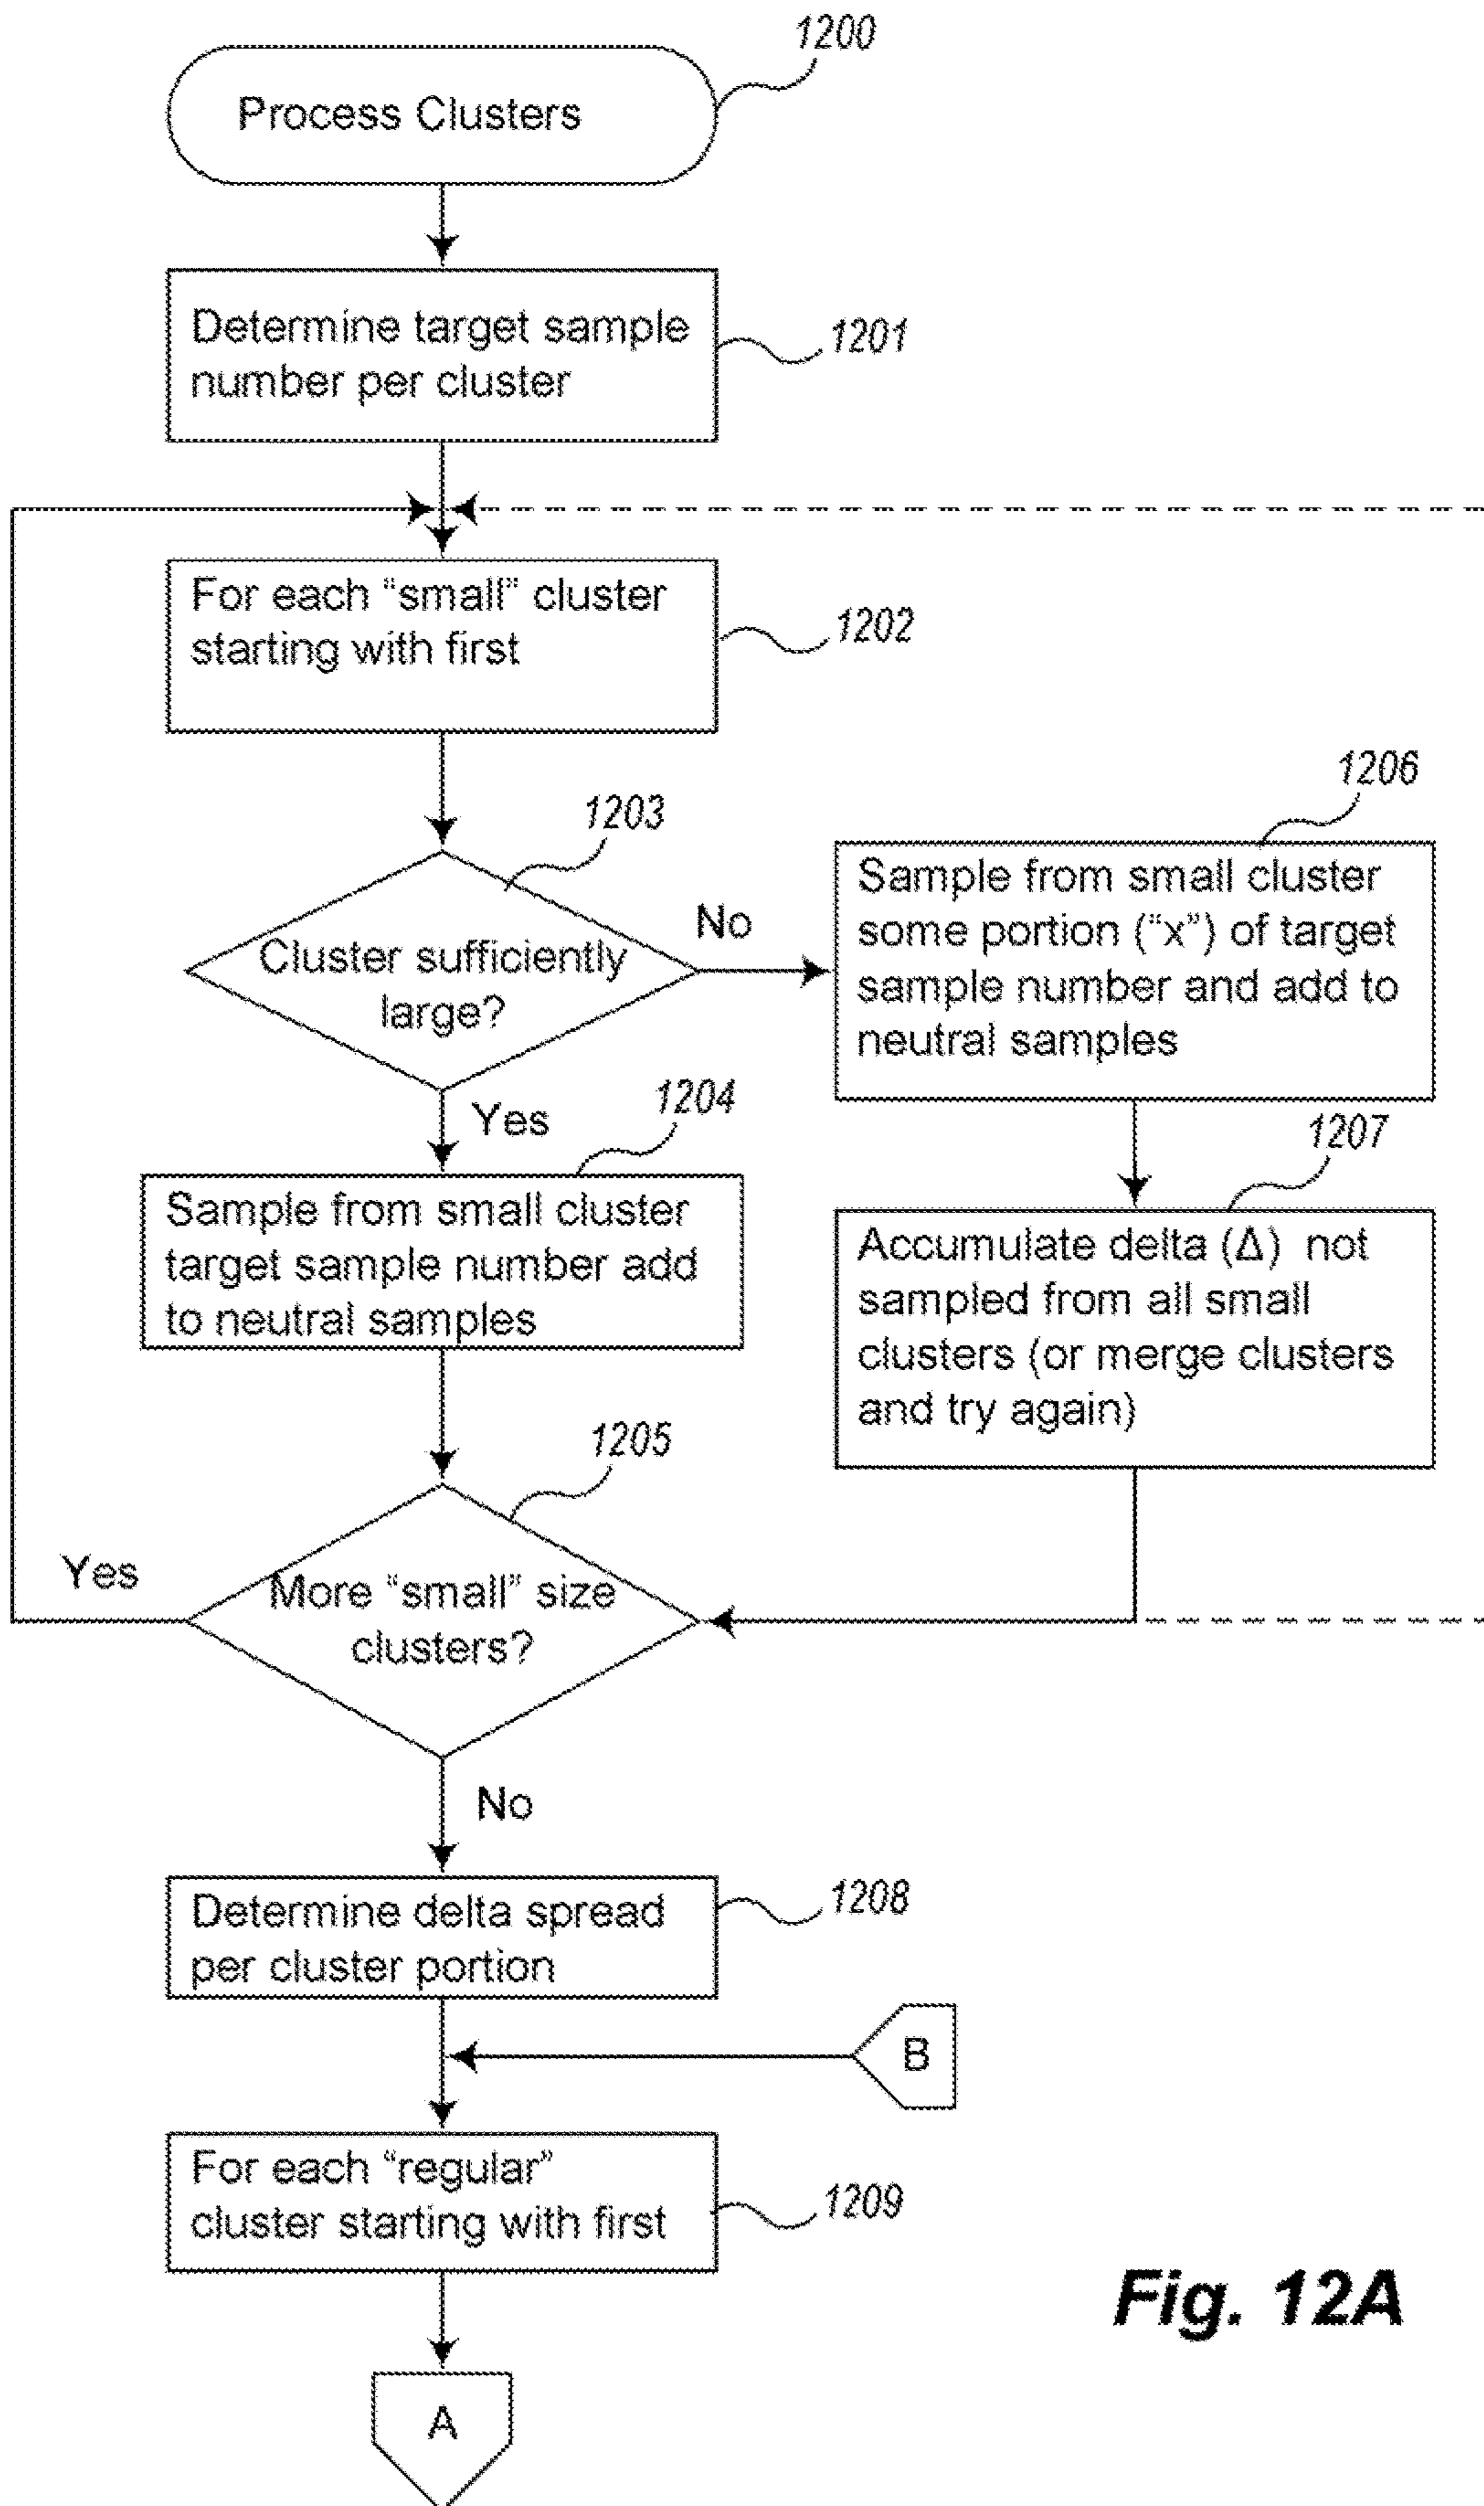 1200
Process Clusters
Determine target sample
number per cluster
1201
For each “small” cluster
starting with first
1202
1203
Cluster sufficiently
large?
No
Yes
1206
Sample from small cluster
some portion (“x”) of target
sample number and add to
neutral samples
1204
Sample from small cluster
target sample number add
to neutral samples
1207
Accumulate delta (Δ) not
sampled from all small
clusters (or merge clusters
and try again)
1205
More “small” size
clusters?
Yes
No
Determine delta spread
per cluster portion
1208
B
For each “regular”
cluster starting with first
1209
A
Fig. 12A